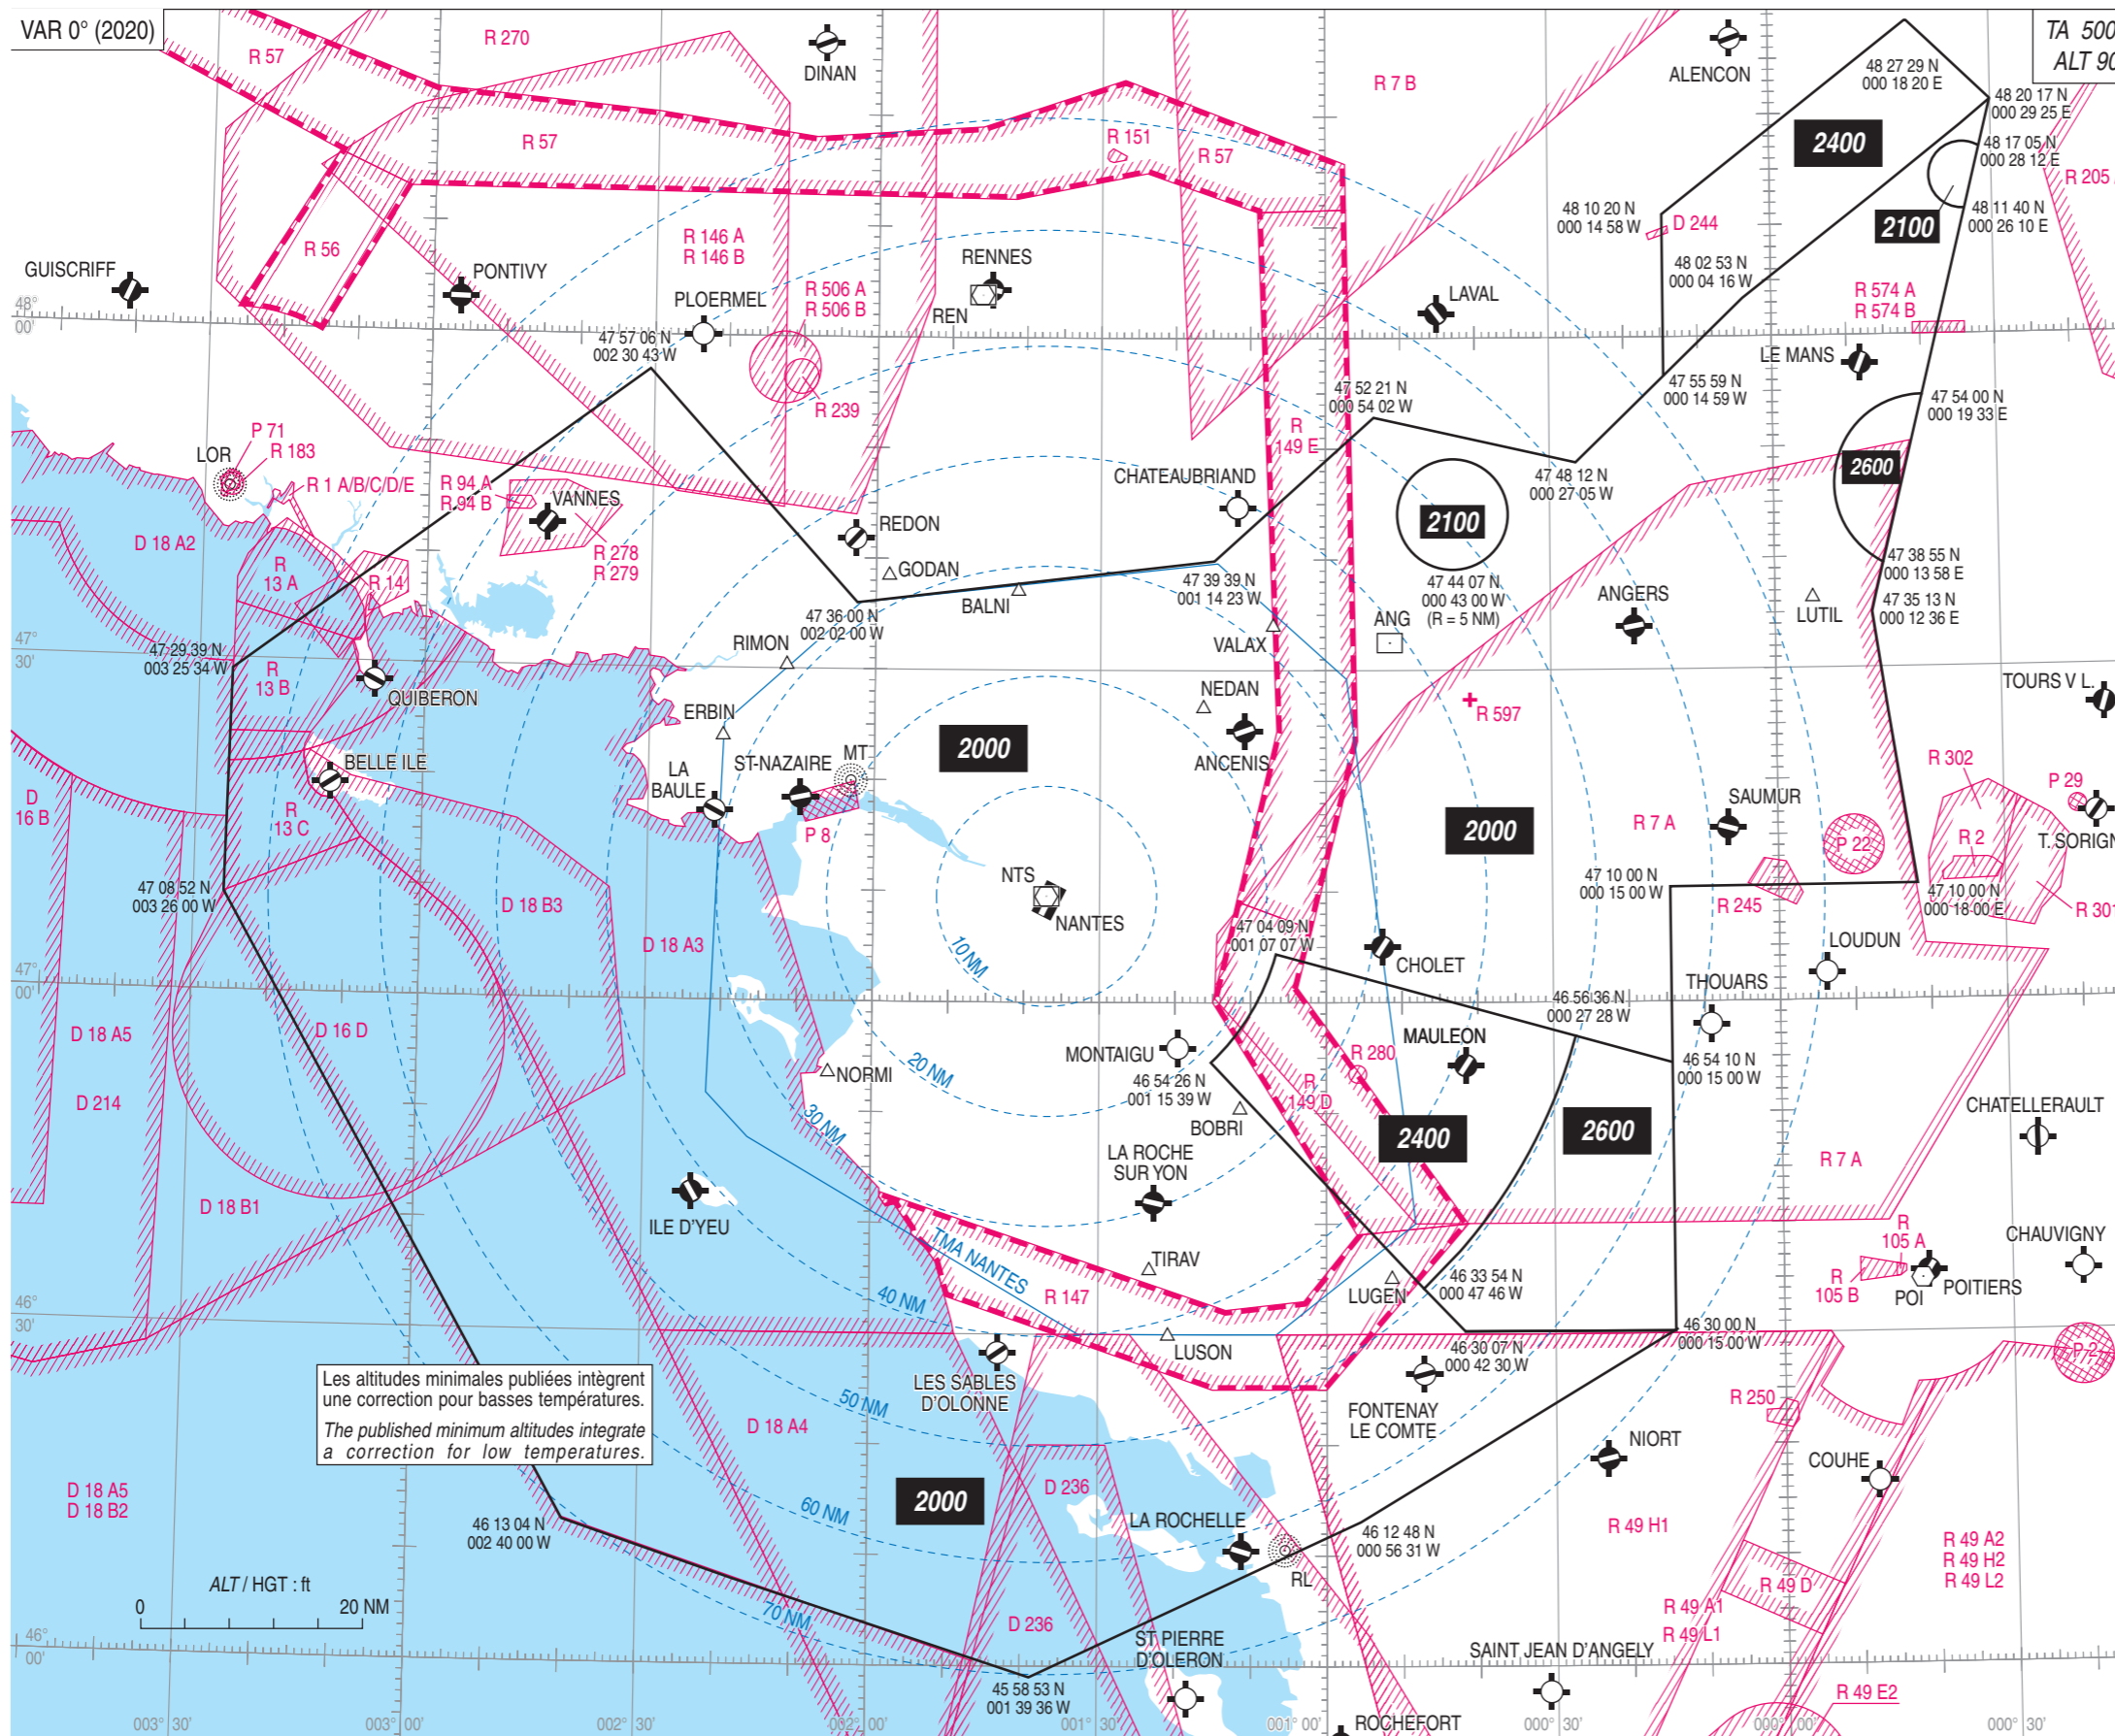 VAR 0° (2020)
TA 500
ALT 90
R 57
R 270
DINAN
R 7 B
ALENCON
48 27 29 N
000 18 20 E
48 20 17 N
000 29 25 E
2400
R 57
R 151
R 57
48 17 05 N
000 28 12 E
R 205
R 56
R 146 A
R 146 B
48 10 20 N
000 14 58 W
D 244
2100
48 11 40 N
000 26 10 E
GUISCRIFF
PONTIVY
PLOERMEL
R 506 A
R 506 B
RENNES
REN
LAVAL
48 02 53 N
000 04 16 W
R 574 A
R 574 B
48°
00'
47 57 06 N
002 30 43 W
LE MANS
R 239
47 52 21 N
000 54 02 W
47 55 59 N
000 14 59 W
47 54 00 N
000 19 33 E
R
149 E
LOR
P 71
R 183
R 1 A/B/C/D/E
R 94 A
R 94 B
VANNES
CHATEAUBRIAND
47 48 12 N
000 27 05 W
2600
D 18 A2
REDON
2100
R 278
R 279
R
13 A
R 14
GODAN
BALNI
47 39 39 N
001 14 23 W
47 44 07 N
000 43 00 W
(R = 5 NM)
ANGERS
47 38 55 N
000 13 58 E
47 36 00 N
002 02 00 W
LUTIL
47 35 13 N
000 12 36 E
47°
30'
47 29 39 N
003 25 34 W
RIMON
VALAX
ANG
R
13 B
QUIBERON
NEDAN
R 597
TOURS V L.
ERBIN
ANCENIS
2000
BELLE ILE
LA
BAULE
ST-NAZAIRE
MT
R 302
P 29
D
16 B
R
13 C
P 8
2000
R 7 A
SAUMUR
P 22
R 2
T. SORIGN
47 08 52 N
003 26 00 W
NTS
NANTES
47 10 00 N
000 15 00 W
47 10 00 N
000 18 00 E
R 245
R 301
D 18 B3
D 18 A3
10 NM
47 04 09 N
001 07 07 W
CHOLET
LOUDUN
47°
00'
THOUARS
46 56 36 N
000 27 28 W
D 18 A5
D 16 D
MONTAIGU
MAULEON
20 NM
R 280
46 54 10 N
000 15 00 W
NORMI
46 54 26 N
001 15 39 W
R
149 D
D 214
BOBRI
2400
2600
CHATELLERAULT
30 NM
LA ROCHE
SUR YON
R 7 A
D 18 B1
ILE D'YEU
TMA NANTES
R
105 A
CHAUVIGNY
TIRAV
R
105 B
POI
POITIERS
R 147
LUGEN
46 33 54 N
000 47 46 W
40 NM
46°
30'
LUSON
46 30 07 N
000 42 30 W
46 30 00 N
000 15 00 W
P 2
Les altitudes minimales publiées intègrent
une correction pour basses températures.
The published minimum altitudes integrate
a correction for low temperatures.
LES SABLES
D'OLONNE
50 NM
FONTENAY
LE COMTE
R 250
D 18 A4
NIORT
COUHE
D 18 A5
D 18 B2
2000
D 236
60 NM
46 13 04 N
002 40 00 W
LA ROCHELLE
RL
46 12 48 N
000 56 31 W
R 49 H1
R 49 A2
R 49 H2
R 49 L2
R 49 D
ALT / HGT : ft
0
20 NM
70 NM
D 236
R 49 A1
R 49 L1
46°
00'
ST PIERRE
D'OLERON
SAINT JEAN D'ANGELY
45 58 53 N
001 39 36 W
R 49 E2
003° 30'
003° 00'
002° 30'
002° 00'
001° 30'
001° 00'
ROCHEFORT
000° 30'
000° 00'
000° 30'